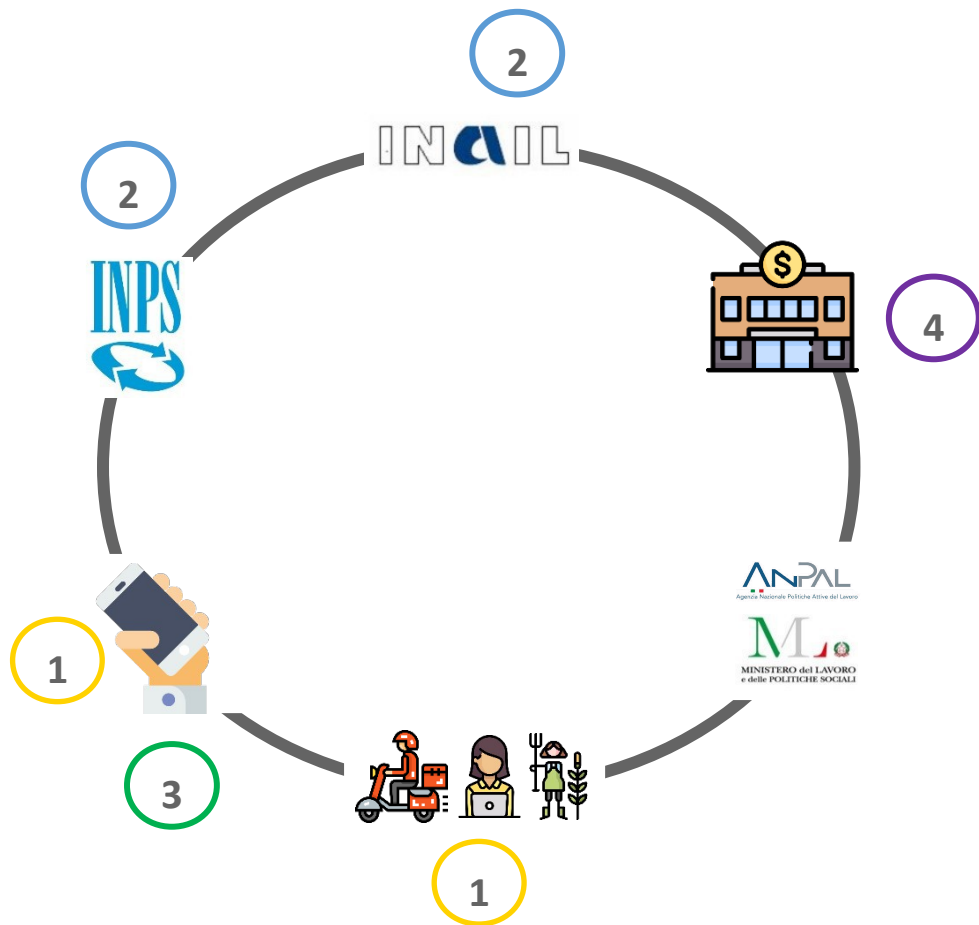 2
INAIL
2
INPS
$
4
ANPAL
Agenzia Nazionale Politiche Attive del Lavoro
ML
MINISTERO del LAVORO
e delle POLITICHE SOCIALI
1
3
1